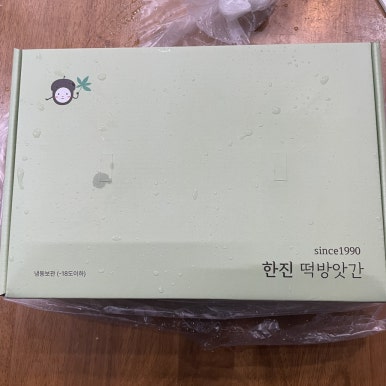 since1990
한진 떡방앗간
냉동보관 (-18도이하)